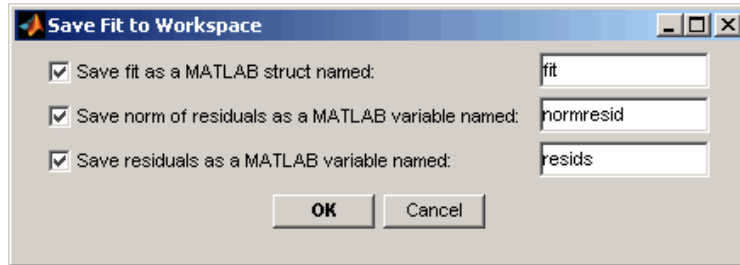 Save Fit to Workspace
Save fit as a MATLAB struct named: fit
Save norm of residuals as a MATLAB variable named: normresid
Save residuals as a MATLAB variable named: resids
OK Cancel